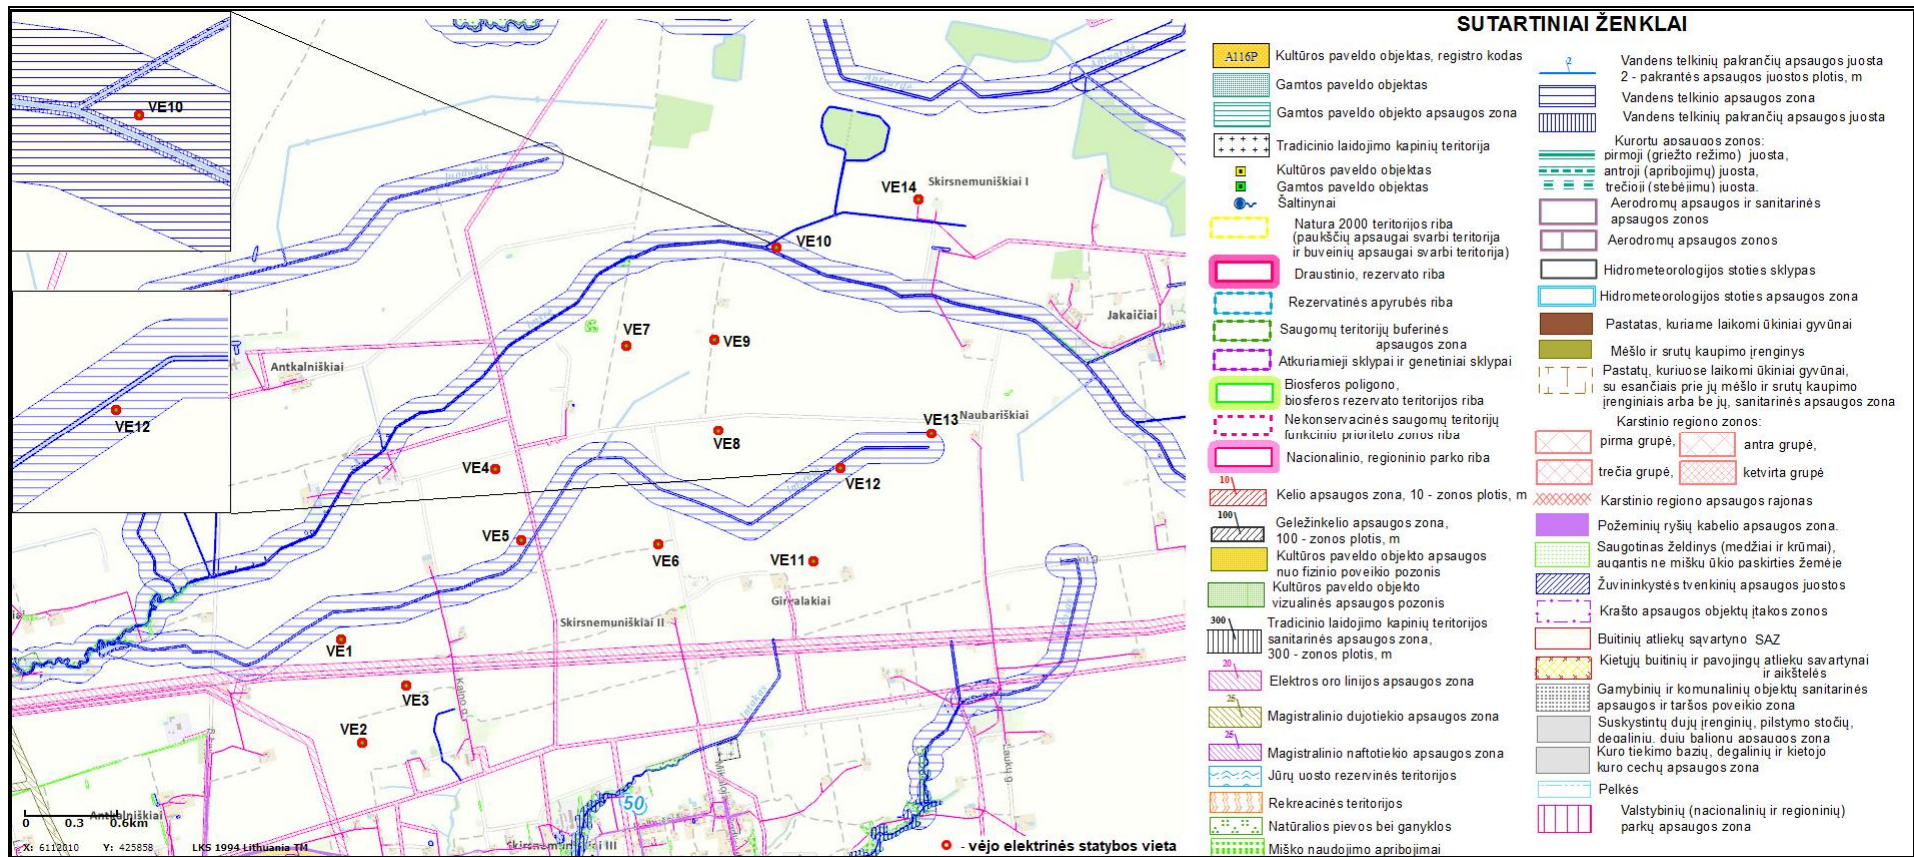 SUTARTINIAI ŽENKLAI
VE10
VE12
VE14
Skirsnemuniškiai I
VE10
Jakaičiai
VE7
VE9
Antkalniškiai
VE13
Naubariškiai
VE8
VE4
VE12
VE5
VE6
VE11
Skirsnemuniškiai II
VE1
VE3
VE2
Kalno g.
Laukų g.
50
Antkalniškiai
0 0.3 0.6km
X: 6112010 Y: 425858 LKS 1994 Lithuania TM
- vėjo elektrinės statybos vieta
A116P
Kultūros paveldo objektas, registro kodas
Gamtos paveldo objektas
Gamtos paveldo objekto apsaugos zona
Tradicinio laidojimo kapinių teritorija
Kultūros paveldo objektas
Gamtos paveldo objektas
Šaltinynai
Natura 2000 teritorijos riba
(paukščių apsaugai svarbi teritorija
ir buveinių apsaugai svarbi teritorija)
Draustinio, rezervato riba
Rezervatinės apyrubės riba
Saugomų teritorijų buferinės
apsaugos zona
Atkuriamieji sklypai ir genetiniai sklypai
Biosferos poligono,
biosferos rezervato teritorijos riba
Nekonservacinės saugomų teritorijų
funkcinio prioriteto zonos riba
Nacionalinio, regioninio parko riba
10
Kelio apsaugos zona, 10 - zonos plotis, m
100
Geležinkelio apsaugos zona,
100 - zonos plotis, m
Kultūros paveldo objekto apsaugos
nuo fizinio poveikio pozonis
Kultūros paveldo objekto
vizualinės apsaugos pozonis
300
Tradicinio laidojimo kapinių teritorijos
sanitarinės apsaugos zona,
300 - zonos plotis, m
20
Elektros oro linijos apsaugos zona
25
Magistralinio dujotiekio apsaugos zona
25
Magistralinio naftotiekio apsaugos zona
Jūrų uosto rezervinės teritorijos
Rekreacinės teritorijos
Natūralios pievos bei ganyklos
Miško naudojimo apribojimai
2
Vandens telkinių pakrančių apsaugos juosta
2 - pakrantės apsaugos juostos plotis, m
Vandens telkinio apsaugos zona
Vandens telkinių pakrančių apsaugos juosta
Kurortų apsaugos zonos:
pirmoji (griežto režimo) juosta,
antroji (apribojimų) juosta,
trečioji (stebėjimų) juosta.
Aerodromų apsaugos ir sanitarinės
apsaugos zonos
Aerodromų apsaugos zonos
Hidrometeorologijos stoties sklypas
Hidrometeorologijos stoties apsaugos zona
Pastatas, kuriame laikomi ūkiniai gyvūnai
Mėšlo ir srutų kaupimo įrenginys
Pastatų, kuriuose laikomi ūkiniai gyvūnai,
su esančiais prie jų mėšlo ir srutų kaupimo
įrenginiais arba be jų, sanitarinės apsaugos zona
Karstinio regiono zonos:
pirma grupė,
antra grupė,
trečia grupė,
ketvirta grupė
Karstinio regiono apsaugos rajonas
Požeminių ryšių kabelio apsaugos zona.
Saugotinas želdinys (medžiai ir krūmai),
augantis ne miškų ūkio paskirties žemėje
Žuvininkystės tvenkinių apsaugos juostos
Krašto apsaugos objektų įtakos zonos
Buitinių atliekų sąvartyno SAZ
Kietųjų buitinių ir pavojingų atliekų savartynai
ir aikštelės
Gamybinių ir komunalinių objektų sanitarinės
apsaugos ir taršos poveikio zona
Suskystintų dujų įrenginių, pilstymo stočių,
degalinių, dujų balionų apsaugos zona
Kuro tiekimo bazių, degalinių ir kietojo
kuro cechų apsaugos zona
Pelkės
Valstybinių (nacionalinių ir regioninių)
parkų apsaugos zona